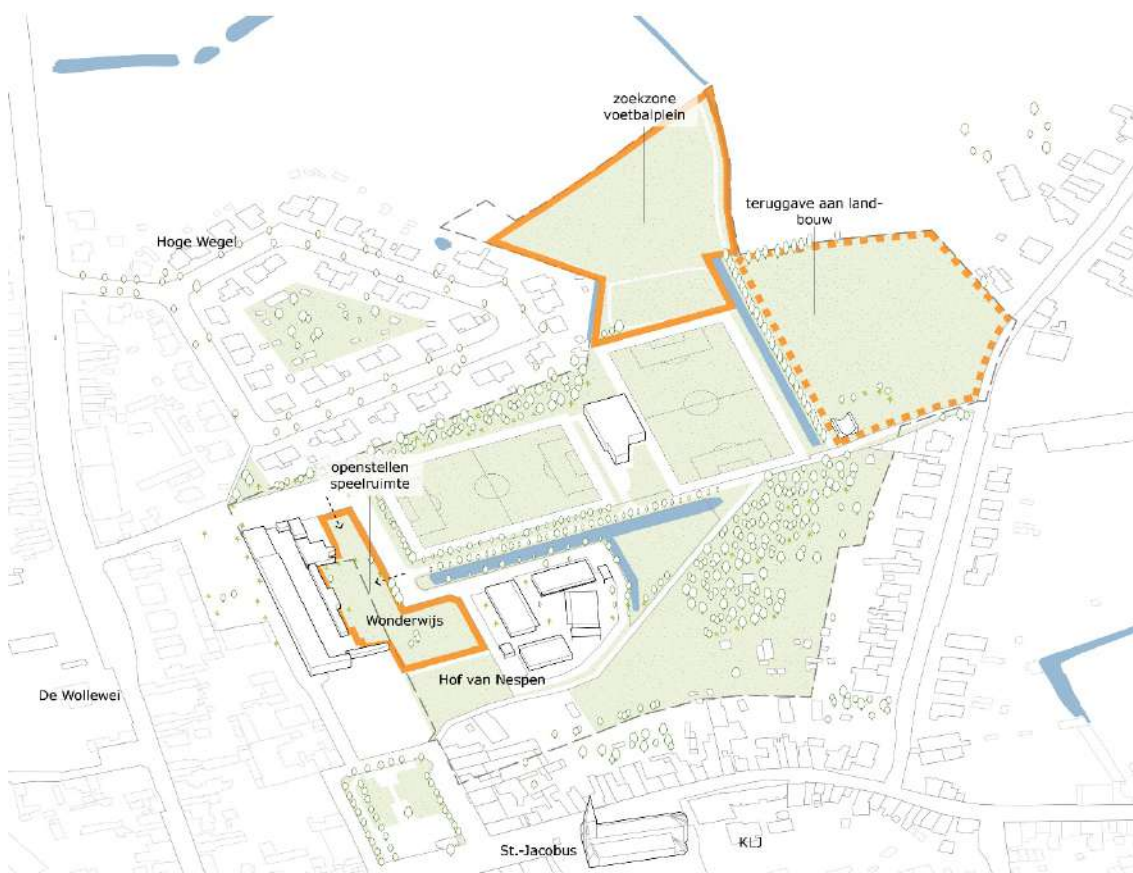 zoekzone
voetbalplein
teruggave aan land-
bouw
Hoge Wegel
openstellen
speelruimte
Wonderwijs
Hof van Nespen
De Wollewei
St.-Jacobus
KLJ